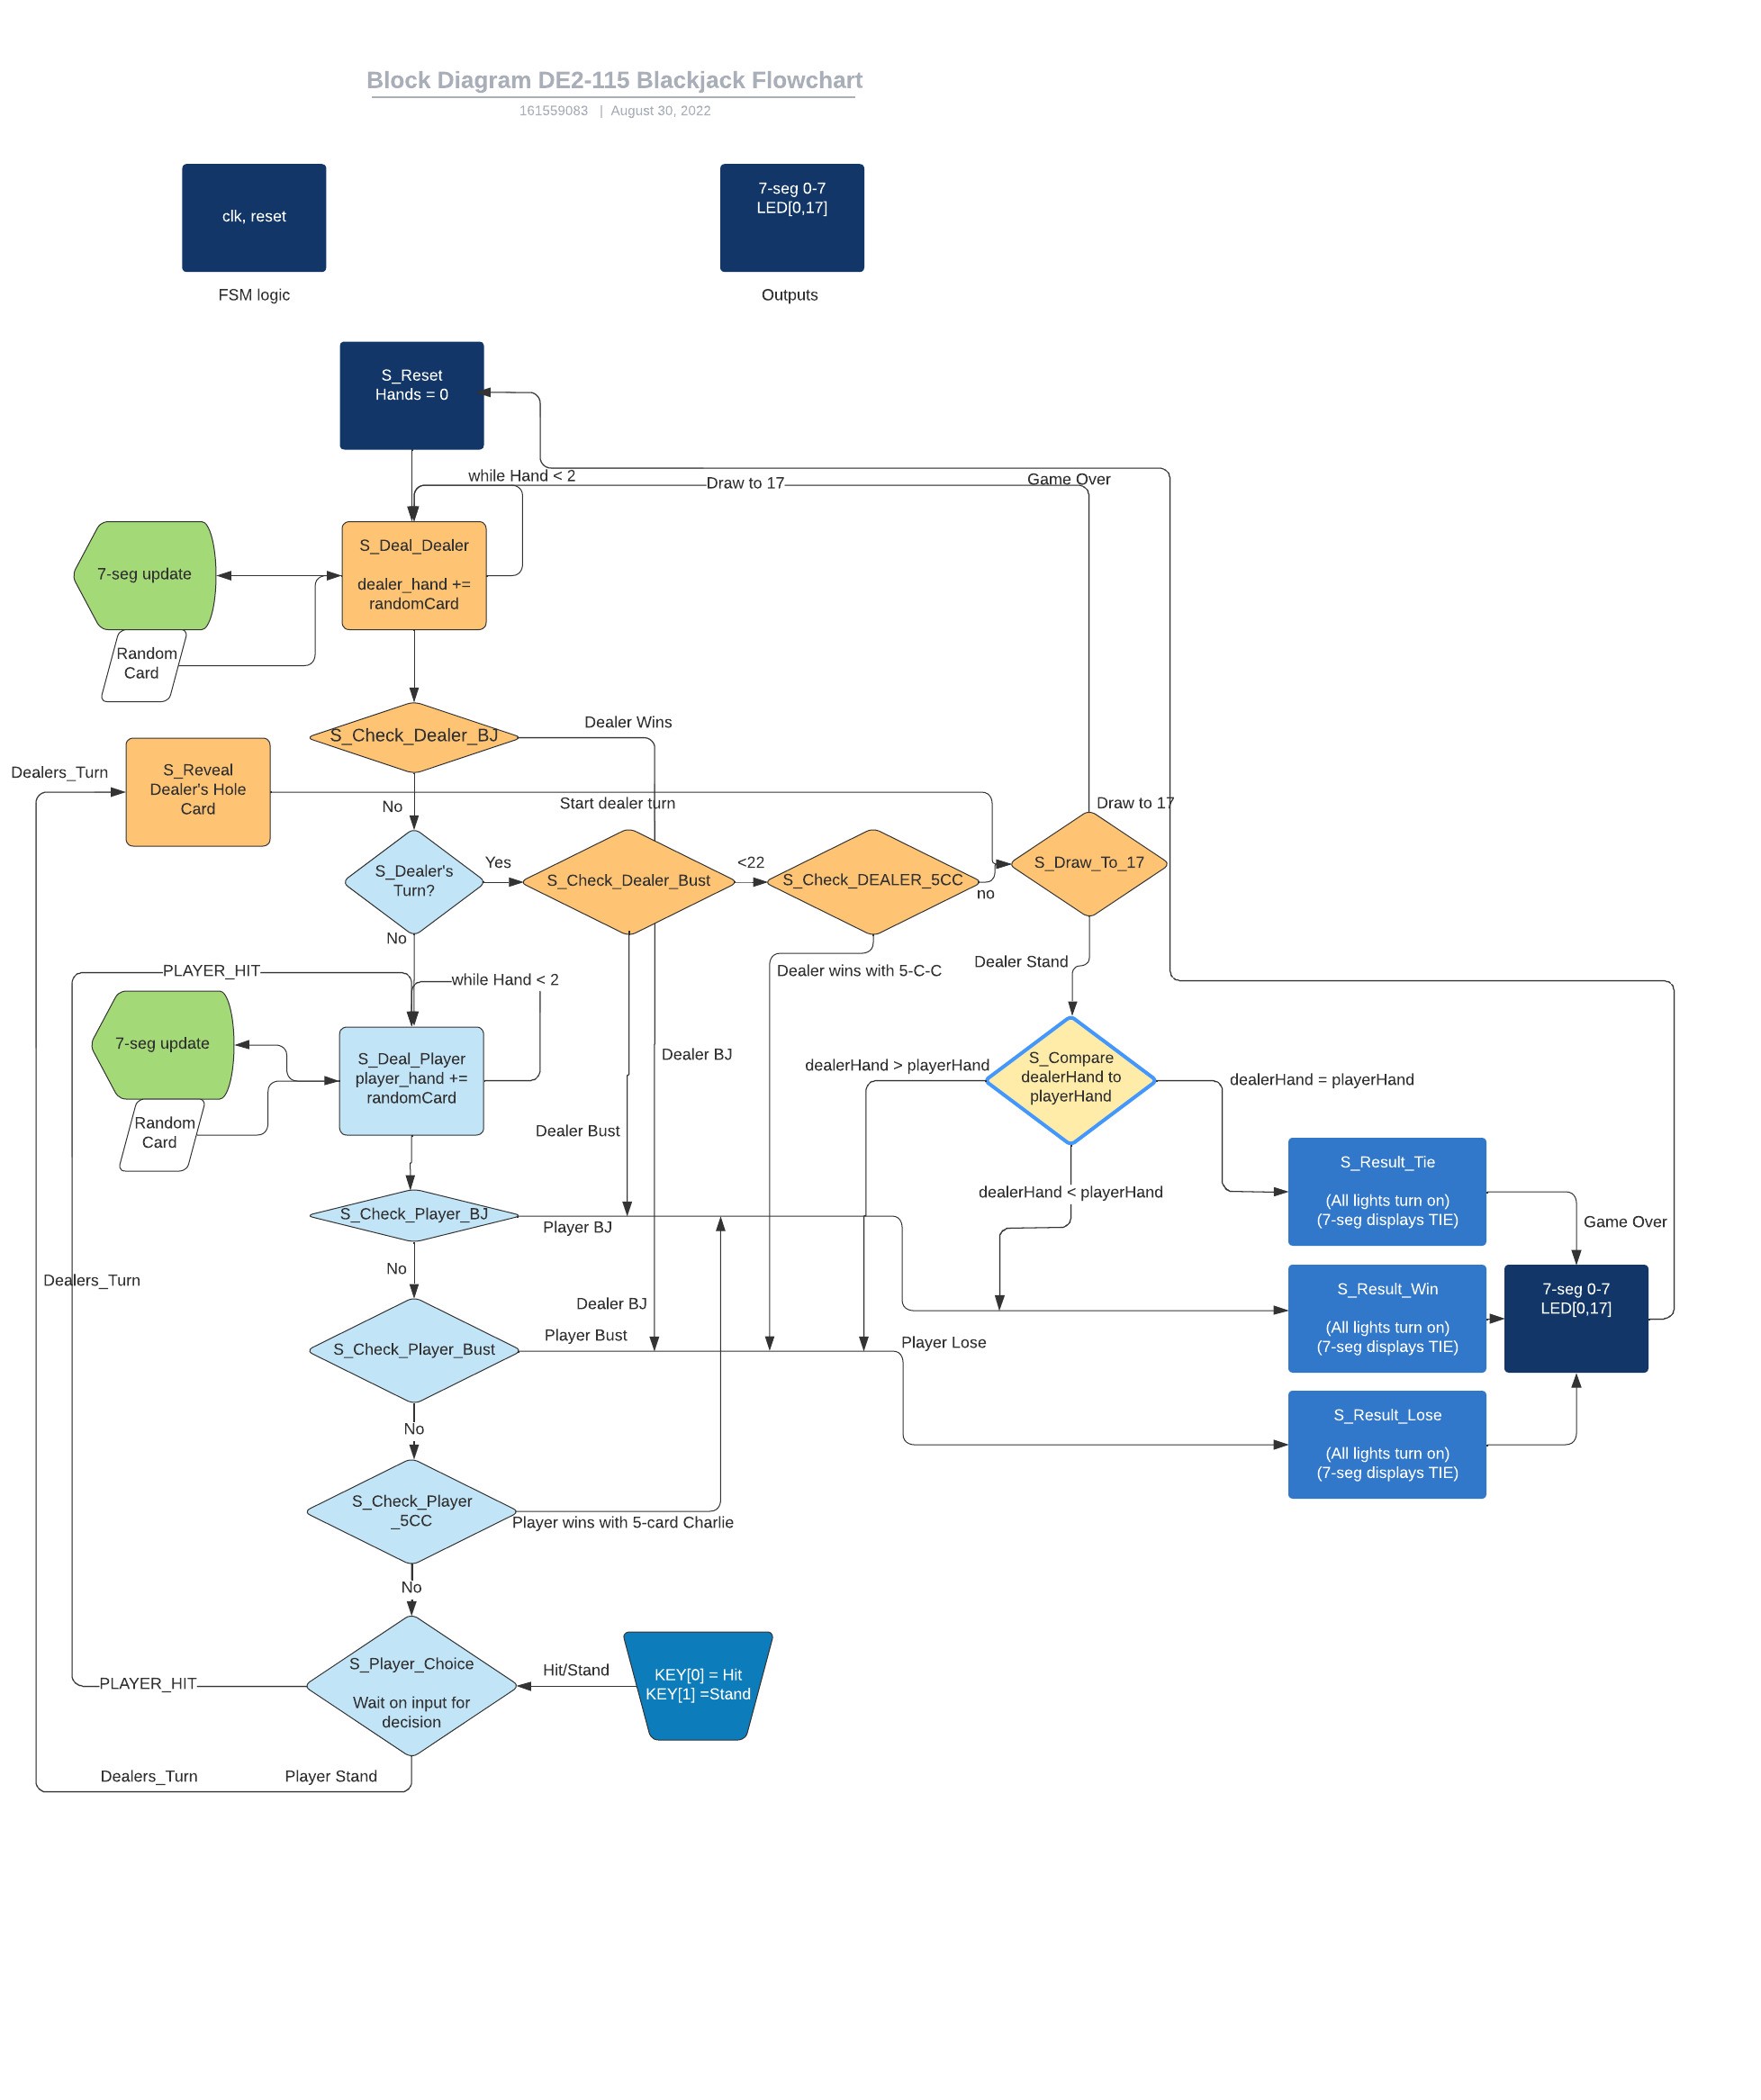 Block Diagram DE2-115 Blackjack Flowchart
161559083 | August 30, 2022
clk, reset
FSM logic
7-seg 0-7
LED[0,17]
Outputs
S_Reset
Hands = 0
while Hand < 2
Draw to 17
Game Over
S_Deal_Dealer
dealer_hand +=
randomCard
7-seg update
Random
Card
S_Check_Dealer_BJ
Dealer Wins
Dealers_Turn
S_Reveal
Dealer's Hole
Card
No
Start dealer turn
Draw to 17
S_Dealer's
Turn?
Yes
S_Check_Dealer_Bust
<22
S_Check_DEALER_5CC
no
S_Draw_To_17
No
PLAYER_HIT
while Hand < 2
Dealer wins with 5-C-C
Dealer Stand
7-seg update
Random
Card
S_Deal_Player
player_hand +=
randomCard
Dealer BJ
Dealer Bust
dealerHand > playerHand
S_Compare
dealerHand to
playerHand
dealerHand = playerHand
dealerHand < playerHand
S_Check_Player_BJ
Player BJ
S_Result_Tie
(All lights turn on)
(7-seg displays TIE)
Game Over
No
Dealers_Turn
Dealer BJ
Player Bust
S_Check_Player_Bust
Player Lose
S_Result_Win
(All lights turn on)
(7-seg displays TIE)
7-seg 0-7
LED[0,17]
No
S_Result_Lose
(All lights turn on)
(7-seg displays TIE)
S_Check_Player
_5CC
Player wins with 5-card Charlie
No
PLAYER_HIT
S_Player_Choice
Wait on input for
decision
Hit/Stand
KEY[0] = Hit
KEY[1] =Stand
Dealers_Turn
Player Stand